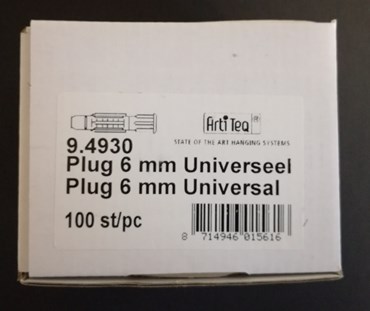 Arti Teq ®
STATE OF THE ART HANGING SYSTEMS
9.4930
Plug 6 mm Universeel
Plug 6 mm Universal
100 st/pc
8 714946 015616